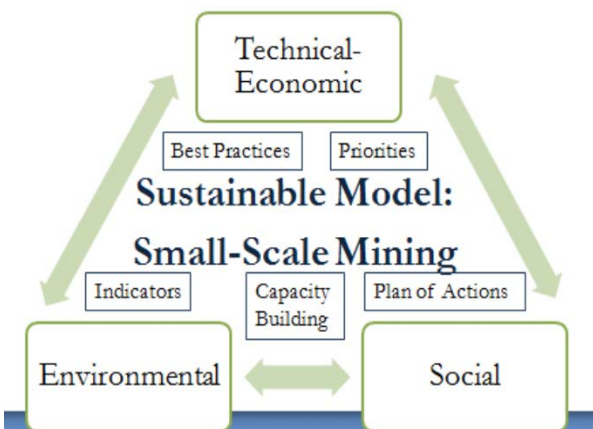 Technical-
Economic
Best Practices
Priorities
Sustainable Model:
Small-Scale Mining
Indicators
Capacity
Building
Plan of Actions
Environmental
Social